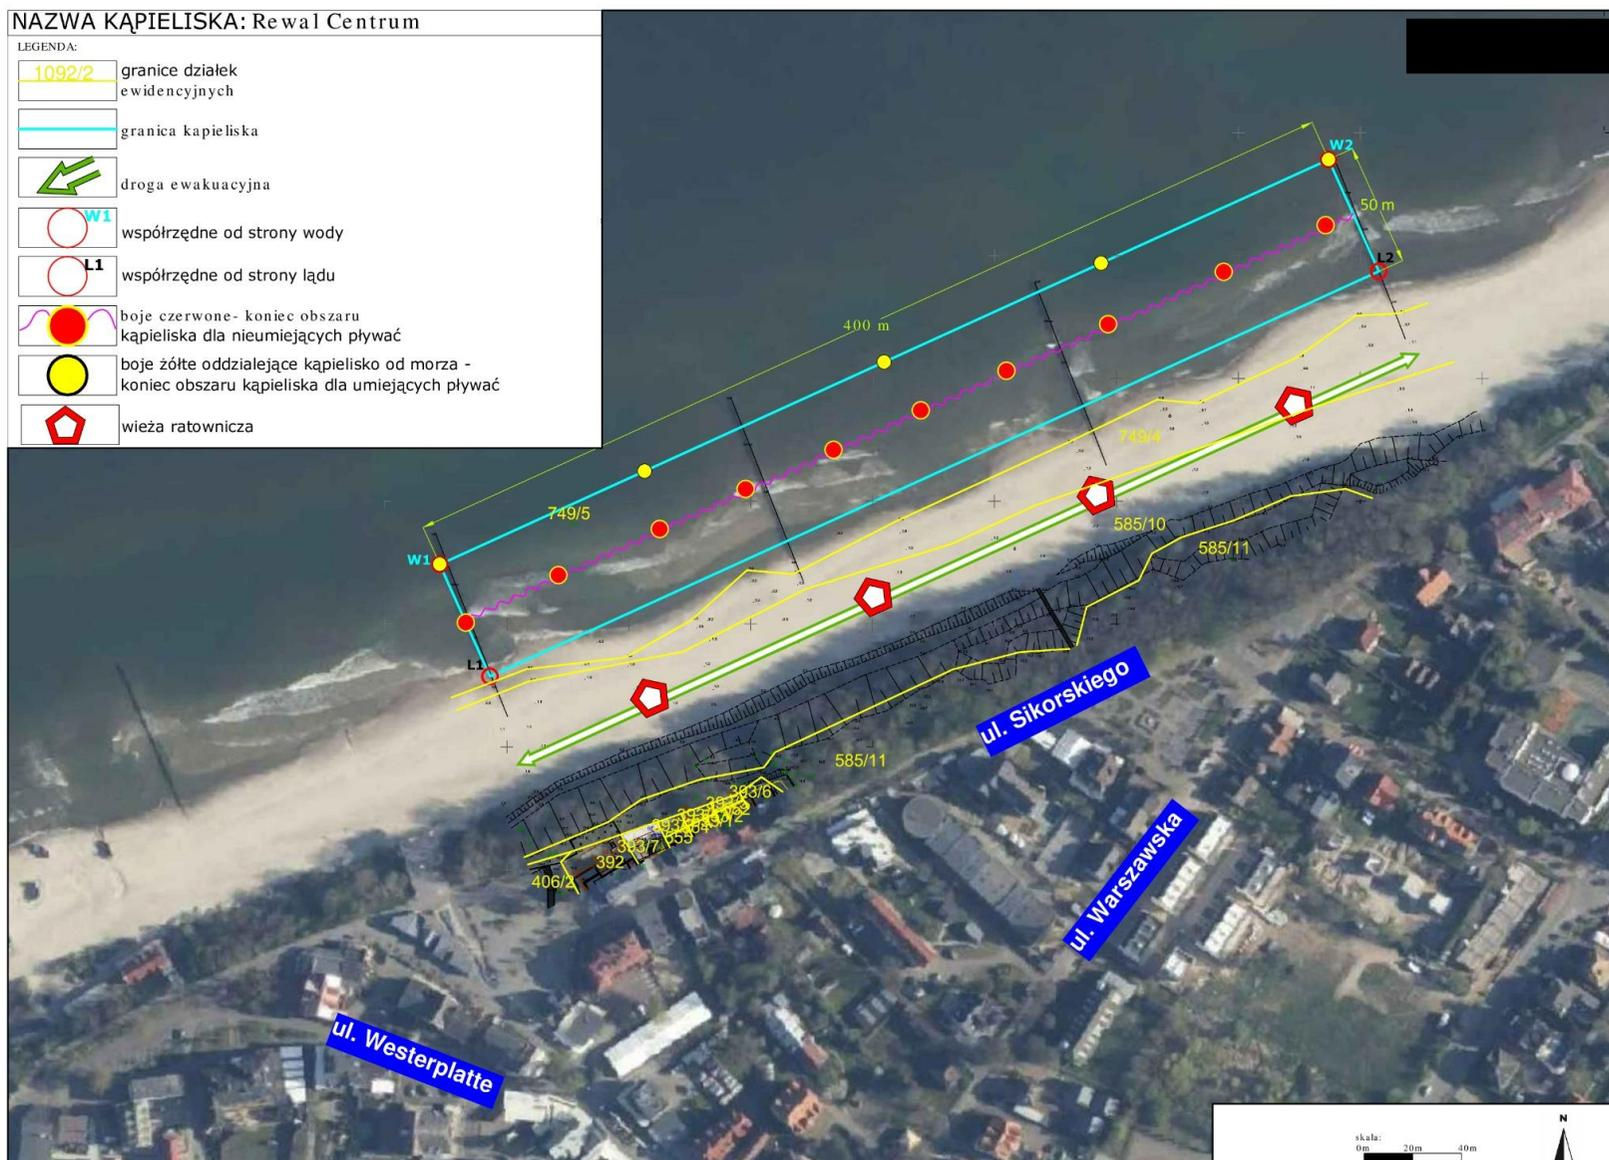 NAZWA KĄPIELISKA: Rewal Centrum
LEGENDA:
1092/2
granice działek
ewidencyjnych
granica kapieliska
droga ewakuacyjna
W1
współrzędne od strony wody
L1
współrzędne od strony lądu
boje czerwone- koniec obszaru
kąpieliska dla nieumiejących pływać
boje żółte oddzialejące kąpielisko od morza -
koniec obszaru kąpieliska dla umiejących pływać
wieża ratownicza
W2
50 m
L2
400 m
749/4
749/5
585/10
585/11
W1
L1
ul. Sikorskiego
585/11
393/6
393/7
392
406/2
ul. Warszawska
ul. Westerplatte
N
skala:
0m 20m 40m